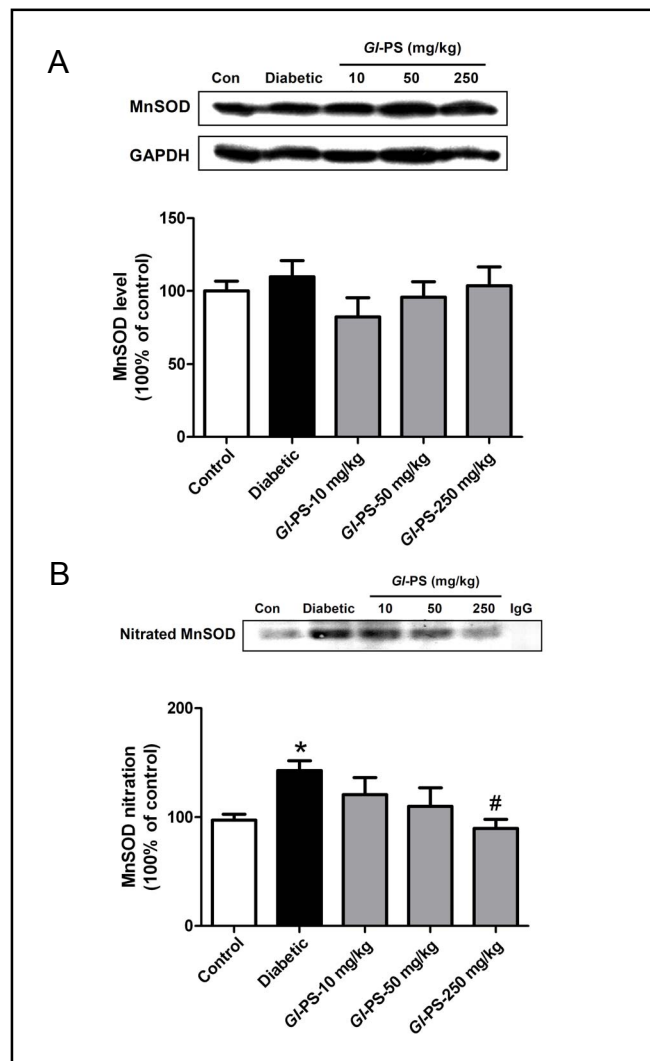 A
Gl-PS (mg/kg)
Con Diabetic 10 50 250
MnSOD
GAPDH
150
100
50
0
MnSOD level
(100% of control)
Control
Diabetic
Gl-PS-10 mg/kg
Gl-PS-50 mg/kg
Gl-PS-250 mg/kg
B
Gl-PS (mg/kg)
Con Diabetic 10 50 250 IgG
Nitrated MnSOD
200
100
0
MnSOD nitration
(100% of control)
*
#
Control
Diabetic
Gl-PS-10 mg/kg
Gl-PS-50 mg/kg
Gl-PS-250 mg/kg